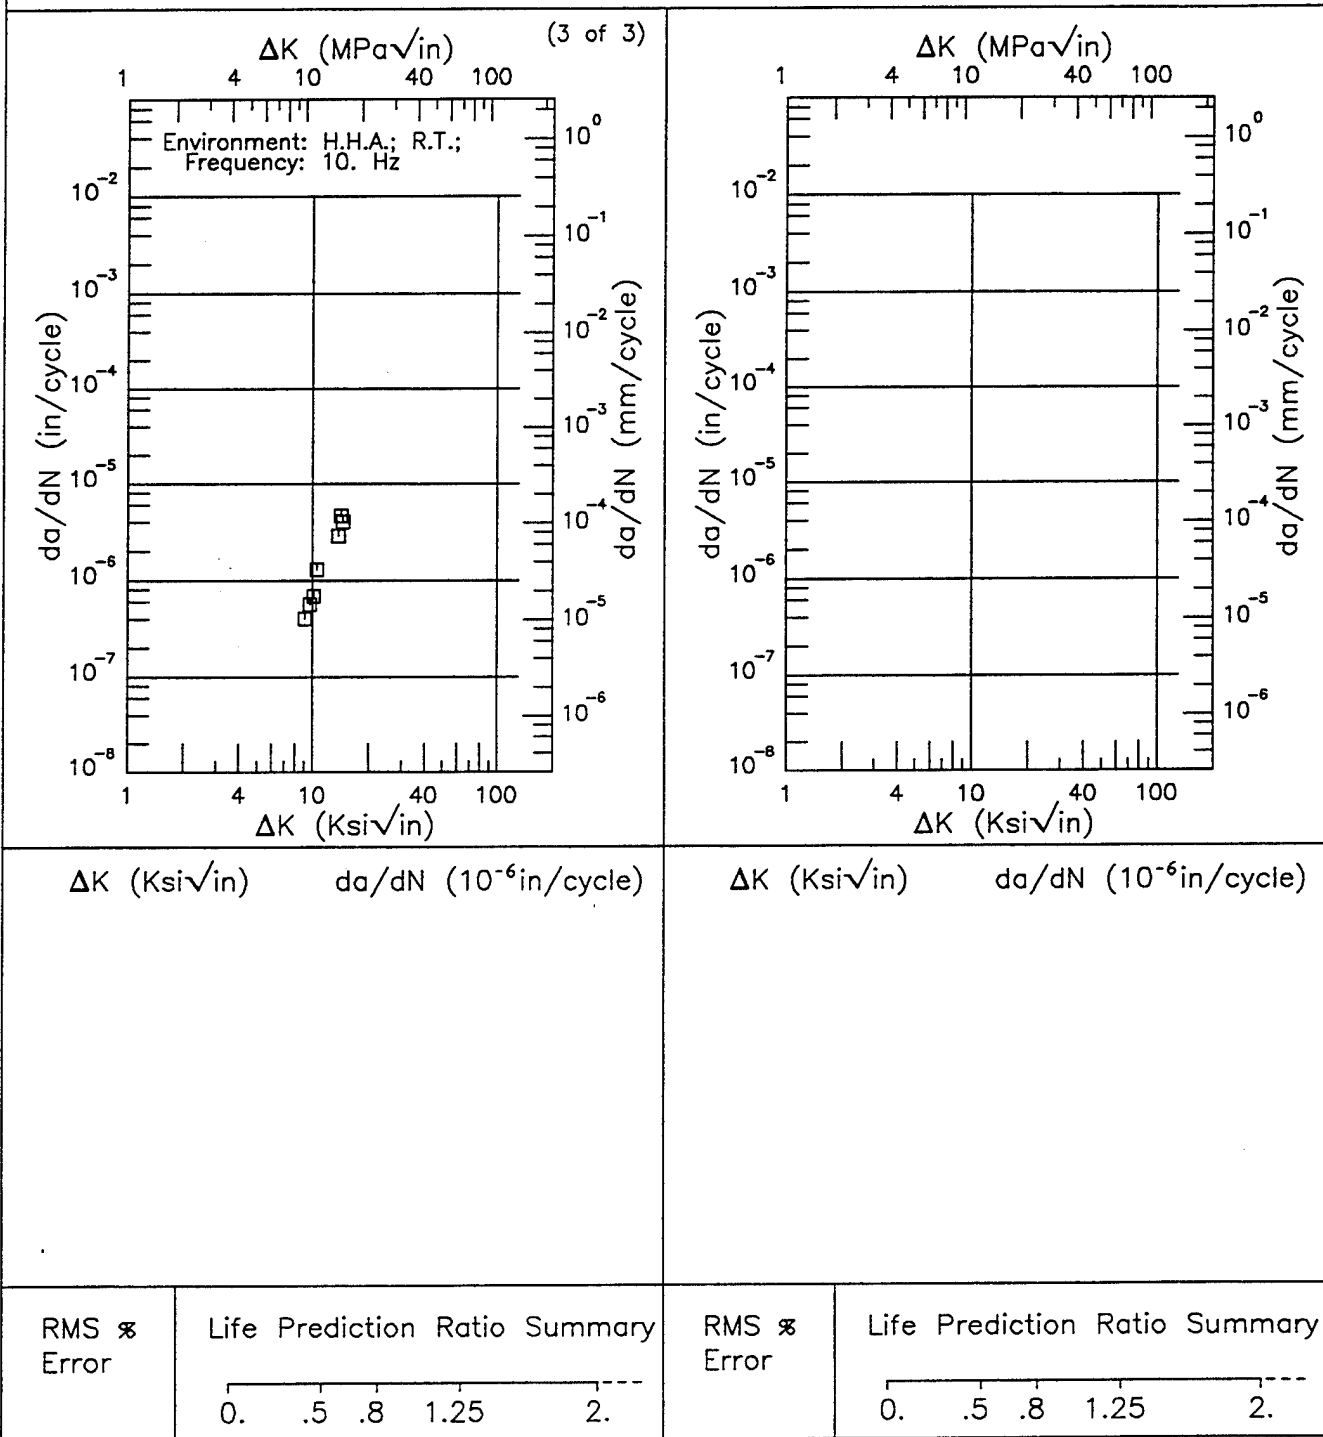 (3 of 3)
ΔK (MPa√in)
1 4 10 40 100
Environment: H.H.A.; R.T.;
Frequency: 10. Hz
da/dN (in/cycle)
10⁻²
10⁻³
10⁻⁴
10⁻⁵
10⁻⁶
10⁻⁷
10⁻⁸
10⁰
10⁻¹
10⁻²
10⁻³
10⁻⁴
10⁻⁵
10⁻⁶
da/dN (mm/cycle)
1 4 10 40 100
ΔK (Ksi√in)
ΔK (MPa√in)
1 4 10 40 100
da/dN (in/cycle)
10⁻²
10⁻³
10⁻⁴
10⁻⁵
10⁻⁶
10⁻⁷
10⁻⁸
10⁰
10⁻¹
10⁻²
10⁻³
10⁻⁴
10⁻⁵
10⁻⁶
da/dN (mm/cycle)
1 4 10 40 100
ΔK (Ksi√in)
ΔK (Ksi√in) da/dN (10⁻⁶in/cycle)
ΔK (Ksi√in) da/dN (10⁻⁶in/cycle)
RMS %
Error
Life Prediction Ratio Summary
0. .5 .8 1.25 2.
RMS %
Error
Life Prediction Ratio Summary
0. .5 .8 1.25 2.